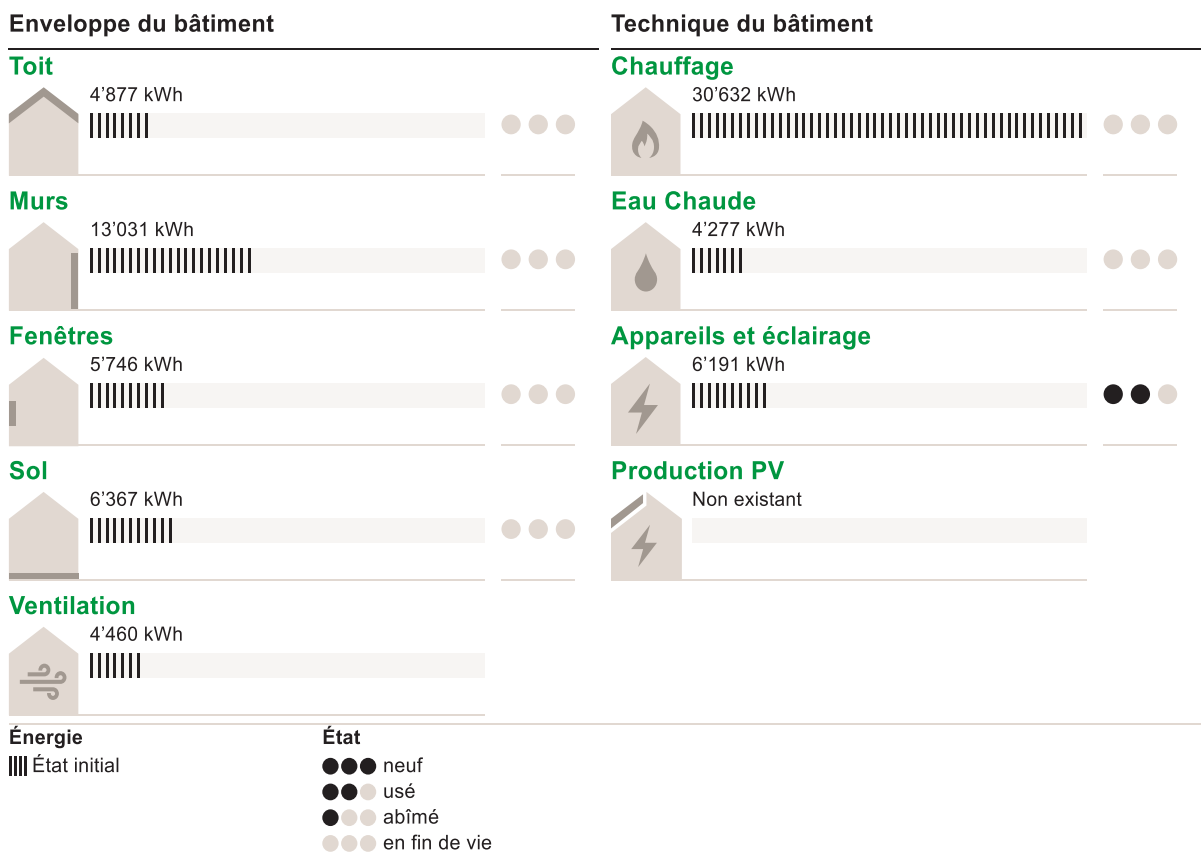 Enveloppe du bâtiment
Toit
4’877 kWh
Murs
13’031 kWh
Fenêtres
5’746 kWh
Sol
6’367 kWh
Ventilation
4’460 kWh
Technique du bâtiment
Chauffage
30’632 kWh
Eau Chaude
4’277 kWh
Appareils et éclairage
6’191 kWh
Production PV
Non existant
Énergie
État initial
État
neuf
usé
abîmé
en fin de vie